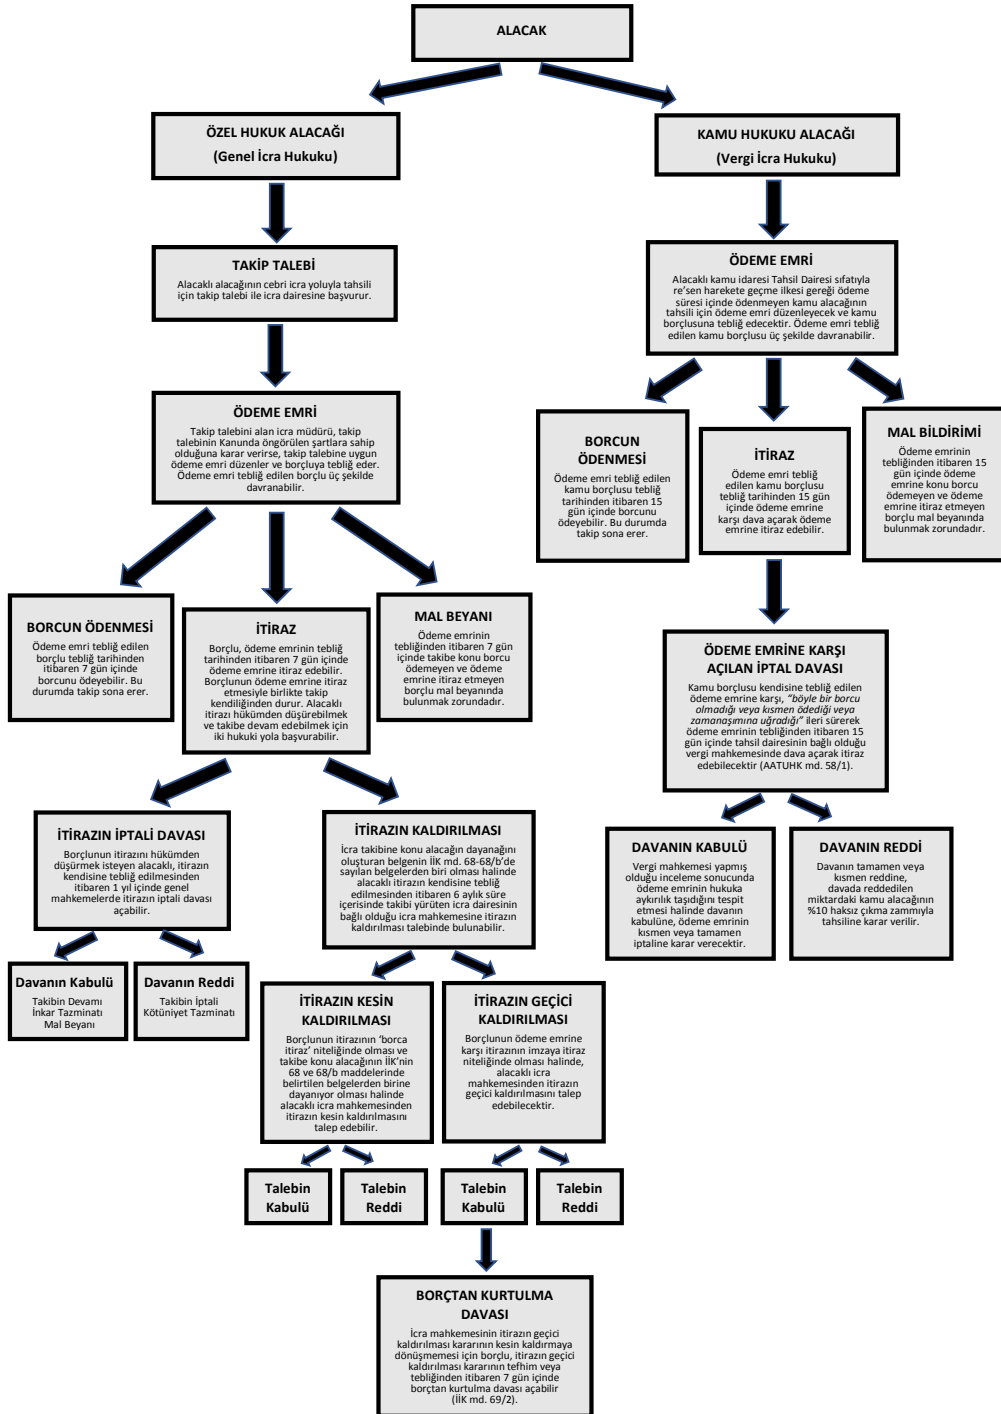 ALACAK
ÖZEL HUKUK ALACAĞI
(Genel İcra Hukuku)
KAMU HUKUKU ALACAĞI
(Vergi İcra Hukuku)
TAKİP TALEBİ
Alacaklı alacağının cebri icra yoluyla tahsili
için takip talebi ile icra dairesine başvurur.
ÖDEME EMRİ
Alacaklı kamu idaresi Tahsil Dairesi sıfatıyla
re'sen harekete geçme ilkesi gereği ödeme
süresi içinde ödenmeyen kamu alacağının
tahsili için ödeme emri düzenleyecek ve kamu
borçlusuna tebliğ edecektir. Ödeme emri tebliğ
edilen kamu borçlusu üç şekilde davranabilir.
ÖDEME EMRİ
Takip talebini alan icra müdürü, takip
talebinin Kanunda öngörülen şartlara sahip
olduğuna karar verirse, takip talebine uygun
ödeme emri düzenler ve borçluya tebliğ eder.
Ödeme emri tebliğ edilen borçlu üç şekilde
davranabilir.
BORCUN
ÖDENMESİ
Ödeme emri tebliğ edilen
kamu borçlusu tebliğ
tarihinden itibaren 15
gün içinde borcunu
ödeyebilir. Bu durumda
takip sona erer.
İTİRAZ
Ödeme emri tebliğ
edilen kamu borçlusu
tebliğ tarihinden 15 gün
içinde ödeme emrine
karşı dava açarak ödeme
emrine itiraz edebilir.
MAL BİLDİRİMİ
Ödeme emrinin
tebliğinden itibaren 15
gün içinde ödeme
emrine konu borcu
ödemeyen ve ödeme
emrine itiraz etmeyen
borçlu mal beyanında
bulunmak zorundadır.
BORCUN ÖDENMESİ
Ödeme emri tebliğ edilen
borçlu tebliğ tarihinden
itibaren 7 gün içinde
borcunu ödeyebilir. Bu
durumda takip sona erer.
İTİRAZ
Borçlu, ödeme emrinin tebliğ
tarihinden itibaren 7 gün içinde
ödeme emrine itiraz edebilir.
Borçlunun ödeme emrine itiraz
etmesiyle birlikte takip
kendiliğinden durur. Alacaklı
itirazı hükümden düşürebilmek
ve takibe devam edebilmek için
iki hukuki yola başvurabilir.
MAL BEYANI
Ödeme emrinin
tebliğinden itibaren 7 gün
içinde takibe konu borcu
ödemeyen ve ödeme
emrine itiraz etmeyen
borçlu mal beyanında
bulunmak zorundadır.
ÖDEME EMRİNE KARŞI
AÇILAN İPTAL DAVASI
Kamu borçlusu kendisine tebliğ edilen
ödeme emrine karşı, “böyle bir borcu
olmadığı veya kısmen ödediği veya
zamanaşımına uğradığı” ileri sürerek
ödeme emrinin tebliğinden itibaren 15
gün içinde tahsil dairesinin bağlı olduğu
vergi mahkemesinde dava açarak itiraz
edebilecektir (AATUHK md. 58/1).
İTİRAZIN İPTALİ DAVASI
Borçlunun itirazını hükümden
düşürmek isteyen alacaklı, itirazın
kendisine tebliğ edilmesinden
itibaren 1 yıl içinde genel
mahkemelerde itirazın iptali davası
açabilir.
İTİRAZIN KALDIRILMASI
İcra takibine konu alacağın dayanağını
oluşturan belgenin İİK md. 68-68/b'de
sayılan belgelerden biri olması halinde
alacaklı itirazın kendisine tebliğ
edilmesinden itibaren 6 aylık süre
içerisinde takibi yürüten icra dairesinin
bağlı olduğu icra mahkemesine itirazın
kaldırılması talebinde bulunabilir.
DAVANIN KABULÜ
Vergi mahkemesi yapmış
olduğu inceleme sonucunda
ödeme emrinin hukuka
aykırılık taşıdığını tespit
etmesi halinde davanın
kabulüne, ödeme emrinin
kısmen veya tamamen
iptaline karar verecektir.
DAVANIN REDDİ
Davanın tamamen veya
kısmen reddine,
davada reddedilen
miktardaki kamu alacağının
%10 haksız çıkma zammıyla
tahsiline karar verilir.
Davanın Kabulü
Takibin Devamı
İnkar Tazminatı
Mal Beyanı
Davanın Reddi
Takibin İptali
Kötüniyet Tazminatı
İTİRAZIN KESİN
KALDIRILMASI
Borçlunun itirazının ‘borca
itiraz’ niteliğinde olması ve
takibe konu alacağının İİK'nin
68 ve 68/b maddelerinde
belirtilen belgelerden birine
dayanıyor olması halinde
alacaklı icra mahkemesinden
itirazın kesin kaldırılmasını
talep edebilir.
İTİRAZIN GEÇİCİ
KALDIRILMASI
Borçlunun ödeme emrine
karşı itirazının imzaya itiraz
niteliğinde olması halinde,
alacaklı icra
mahkemesinden itirazın
geçici kaldırılmasını talep
edebilecektir.
Talebin
Kabulü
Talebin
Reddi
Talebin
Kabulü
Talebin
Reddi
BORÇTAN KURTULMA
DAVASI
İcra mahkemesinin itirazın geçici
kaldırılması kararının kesin kaldırmaya
dönüşmemesi için borçlu, itirazın geçici
kaldırılması kararının tefhim veya
tebliğinden itibaren 7 gün içinde
borçtan kurtulma davası açabilir
(İİK md. 69/2).